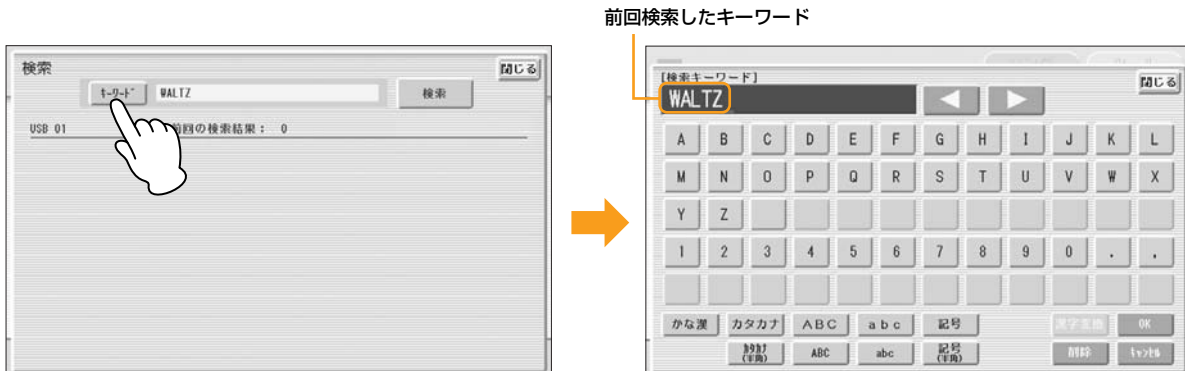 前回検索したキーワード
検索
閉じる
ｷｰﾜｰﾄﾞ WALTZ 検索
USB 01 前回の検索結果： 0
[検索キーワード]
閉じる
WALTZ
A B C D E F G H I J K L
M N O P Q R S T U V W X
Y Z
1 2 3 4 5 6 7 8 9 0 . ,
かな漢 カタカナ ＡＢＣ ａｂｃ 記号 漢字変換 OK
ｶﾀｶﾅ(半角) ABC abc 記号(半角) 削除 ｷｬﾝｾﾙ